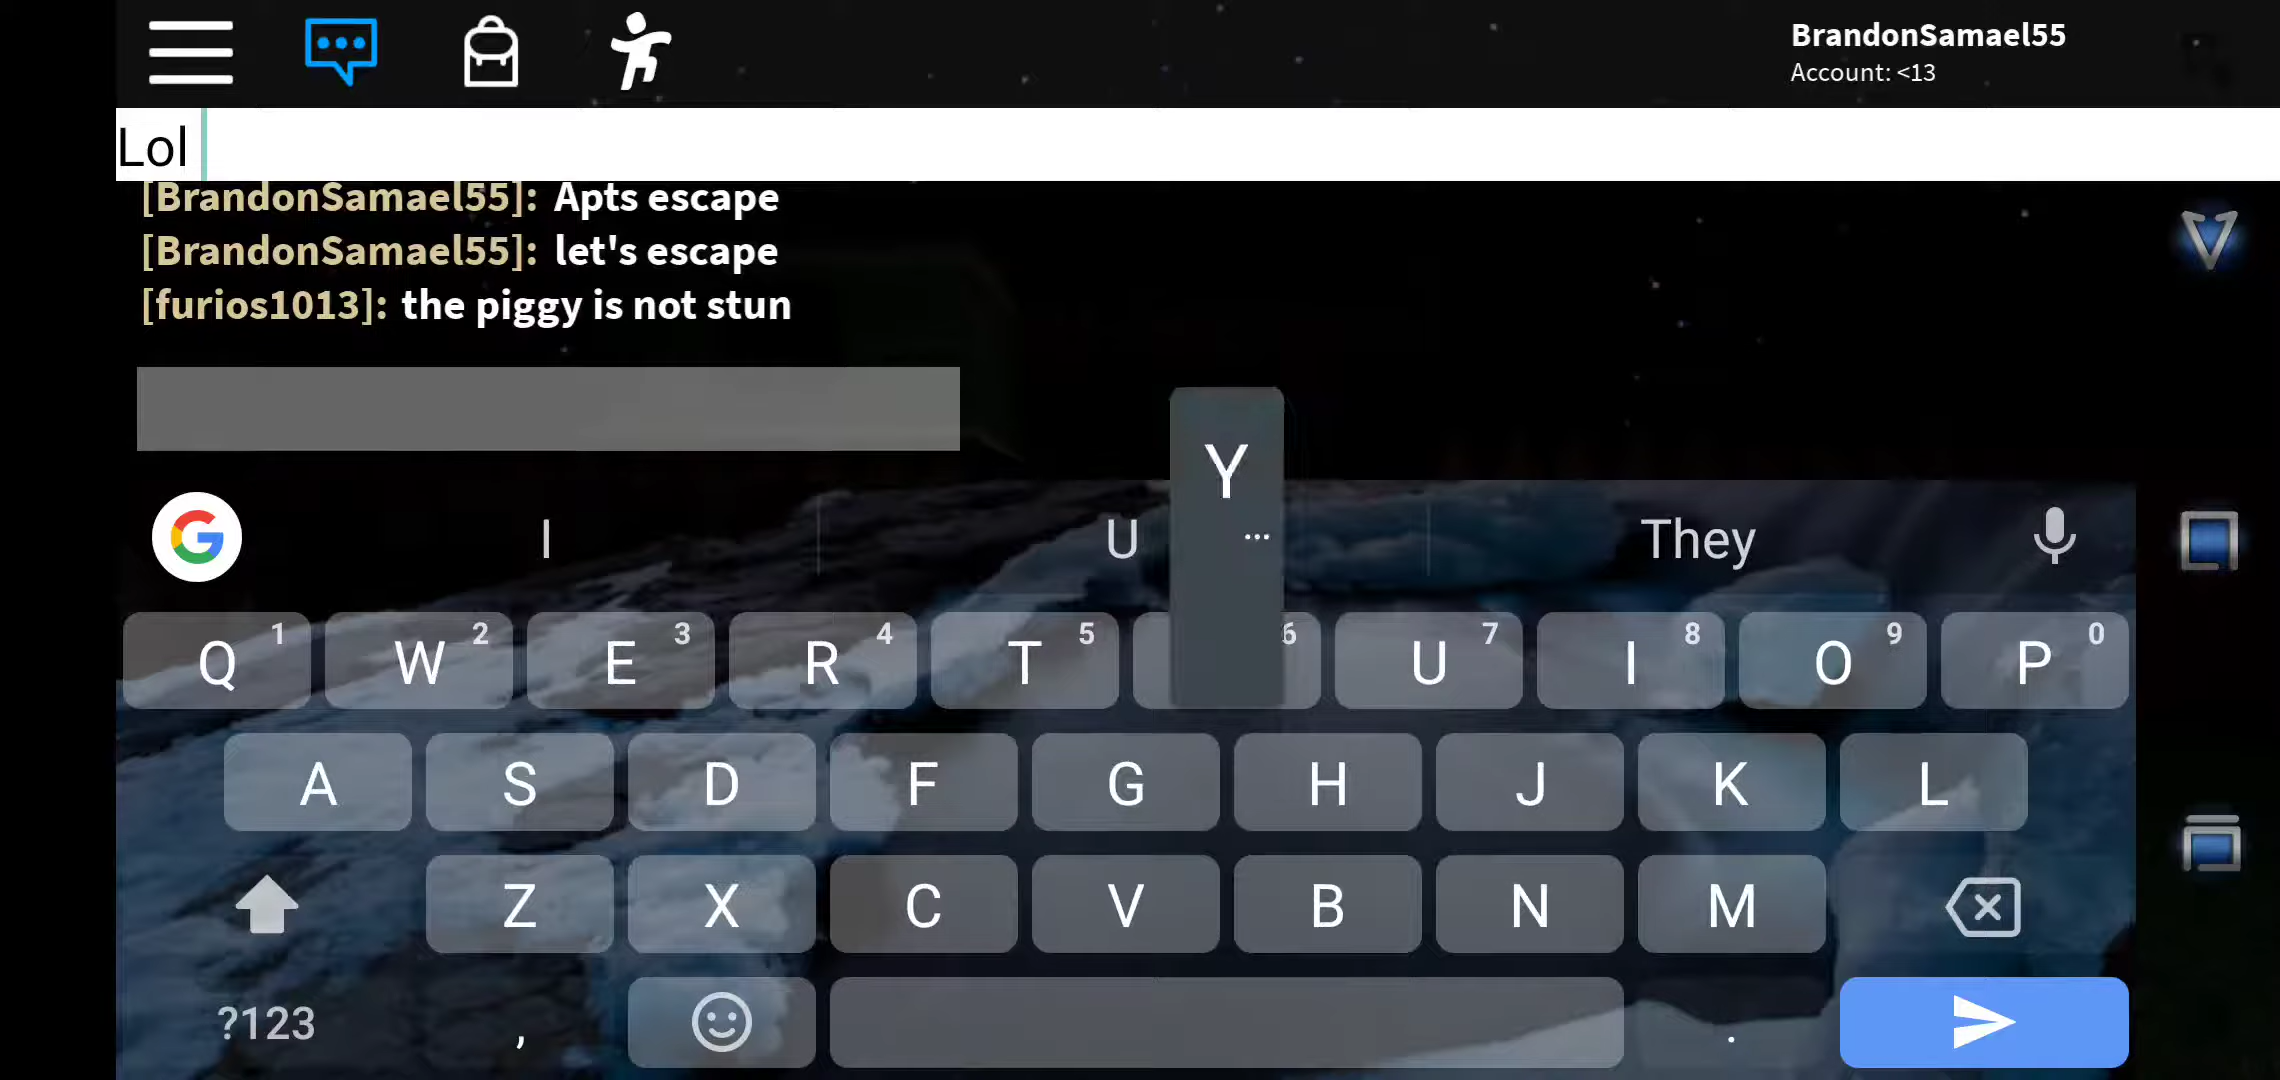 BrandonSamael55
Account: <13
Lol
[BrandonSamael55]: Apts escape
[BrandonSamael55]: let's escape
[furios1013]: the piggy is not stun
Y
...
I U They
Q 1 W 2 E 3 R 4 T 5 6 U 7 I 8 O 9 P 0
A S D F G H J K L
Z X C V B N M
?123 , .